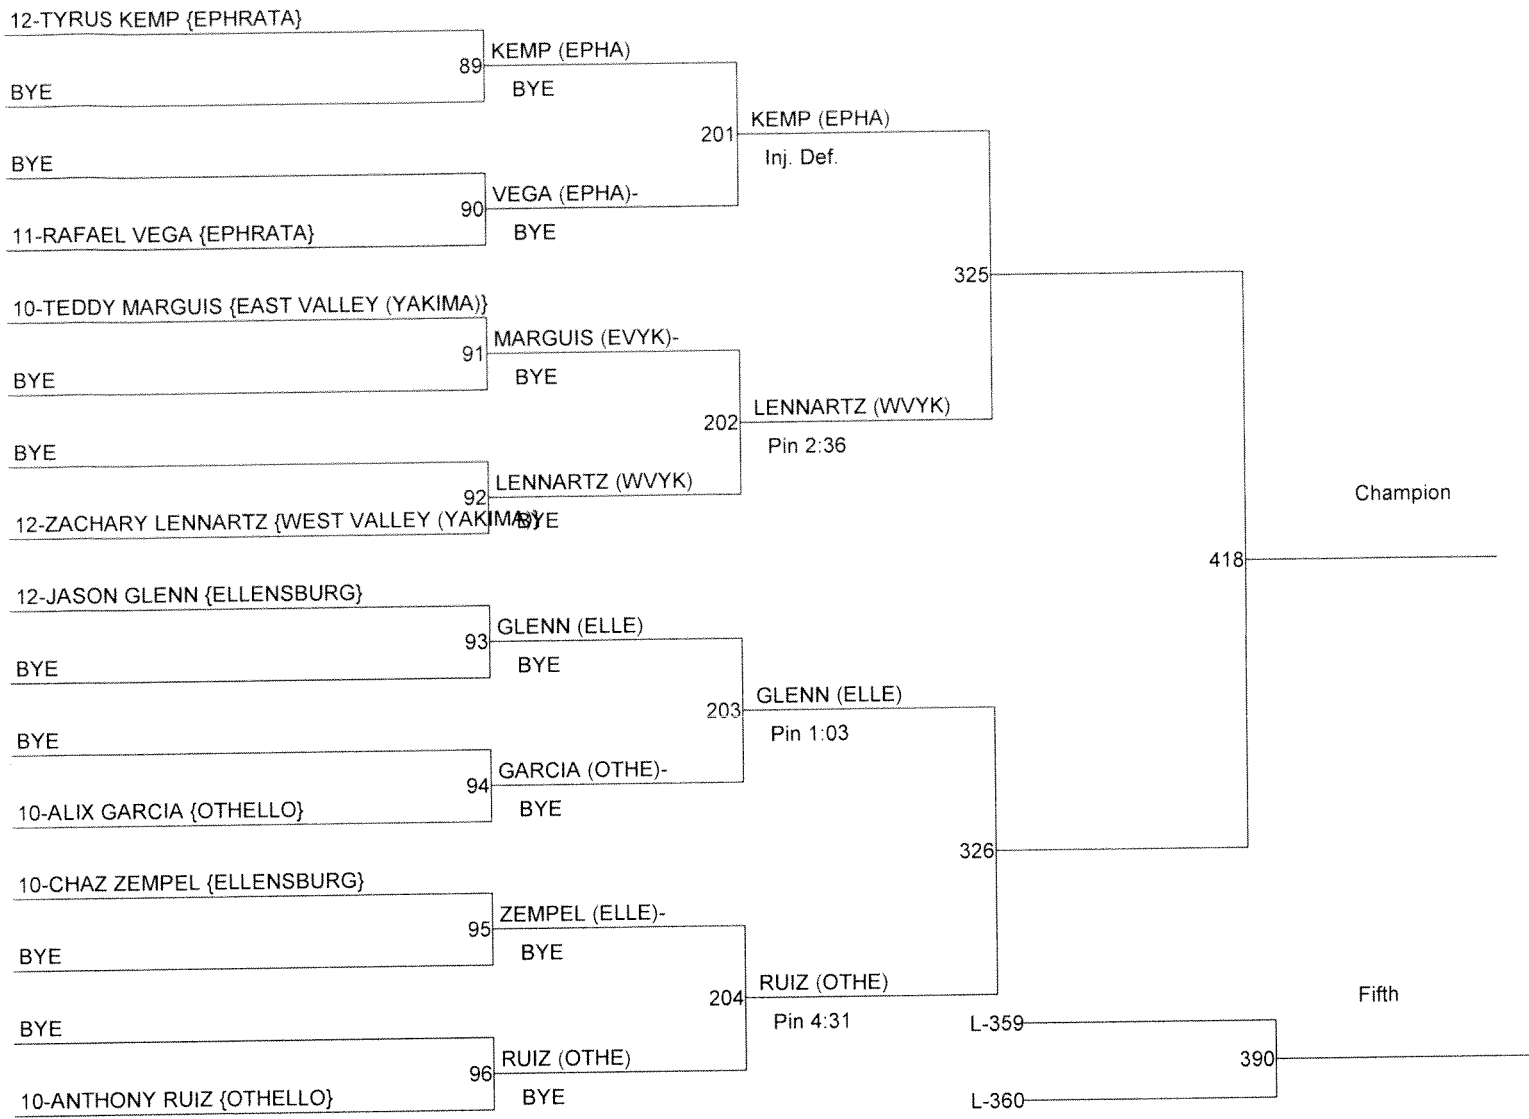 12-TYRUS KEMP {EPHRATA}
89
KEMP (EPHA)
BYE
BYE
201
KEMP (EPHA)
Inj. Def.
BYE
90
VEGA (EPHA)-
BYE
11-RAFAEL VEGA {EPHRATA}
325
10-TEDDY MARGUIS {EAST VALLEY (YAKIMA)}
91
MARGUIS (EVYK)-
BYE
BYE
202
LENNARTZ (WVYK)
Pin 2:36
BYE
92
LENNARTZ (WVYK)
BYE
12-ZACHARY LENNARTZ {WEST VALLEY (YAKIMA)}
Champion
418
12-JASON GLENN {ELLENSBURG}
93
GLENN (ELLE)
BYE
BYE
203
GLENN (ELLE)
Pin 1:03
BYE
94
GARCIA (OTHE)-
BYE
10-ALIX GARCIA {OTHELLO}
326
10-CHAZ ZEMPEL {ELLENSBURG}
95
ZEMPEL (ELLE)-
BYE
BYE
204
RUIZ (OTHE)
Pin 4:31
BYE
96
RUIZ (OTHE)
BYE
10-ANTHONY RUIZ {OTHELLO}
Fifth
L-359
390
L-360